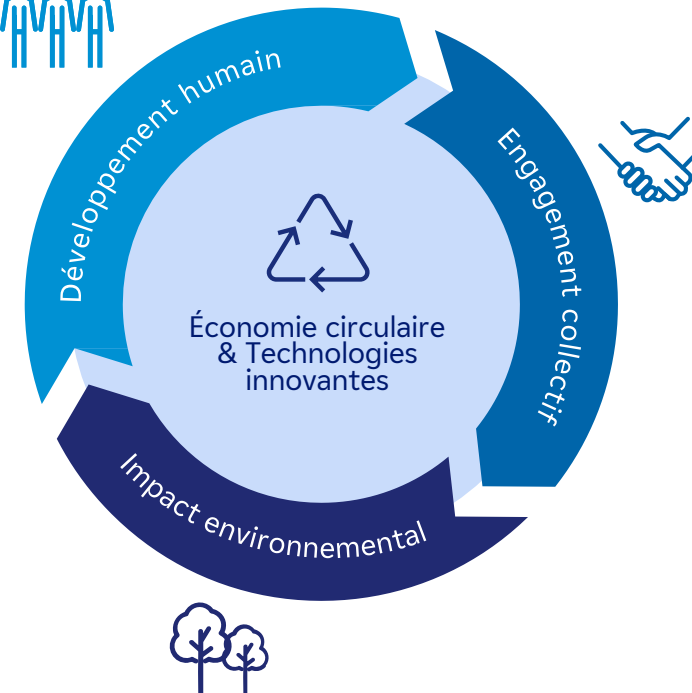 Développement humain
Engagement collectif
Économie circulaire
& Technologies
innovantes
Impact environnemental